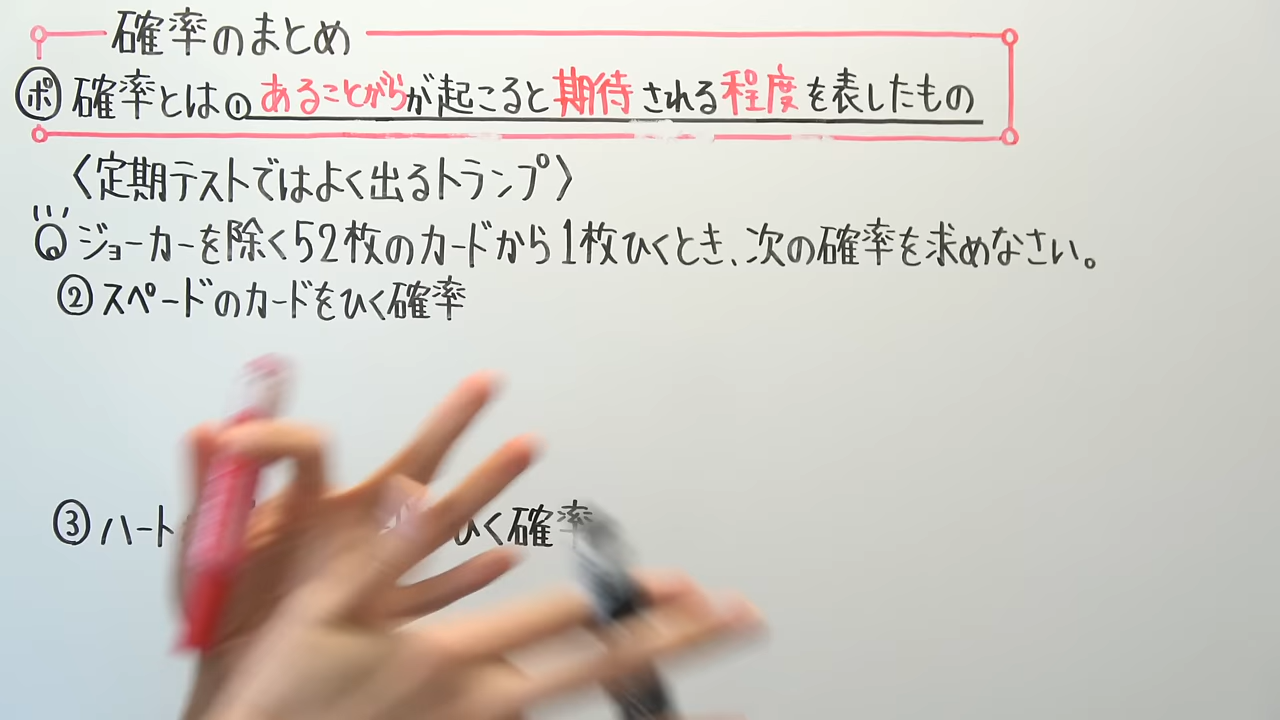 確率のまとめ
ポ 確率とは①あることがらが起こると期待される程度を表したもの
〈定期テストではよく出るトランプ〉
ジョーカーを除く52枚のカードから1枚ひくとき、次の確率を求めなさい。
②スペードのカードをひく確率
③ハート ひく確率